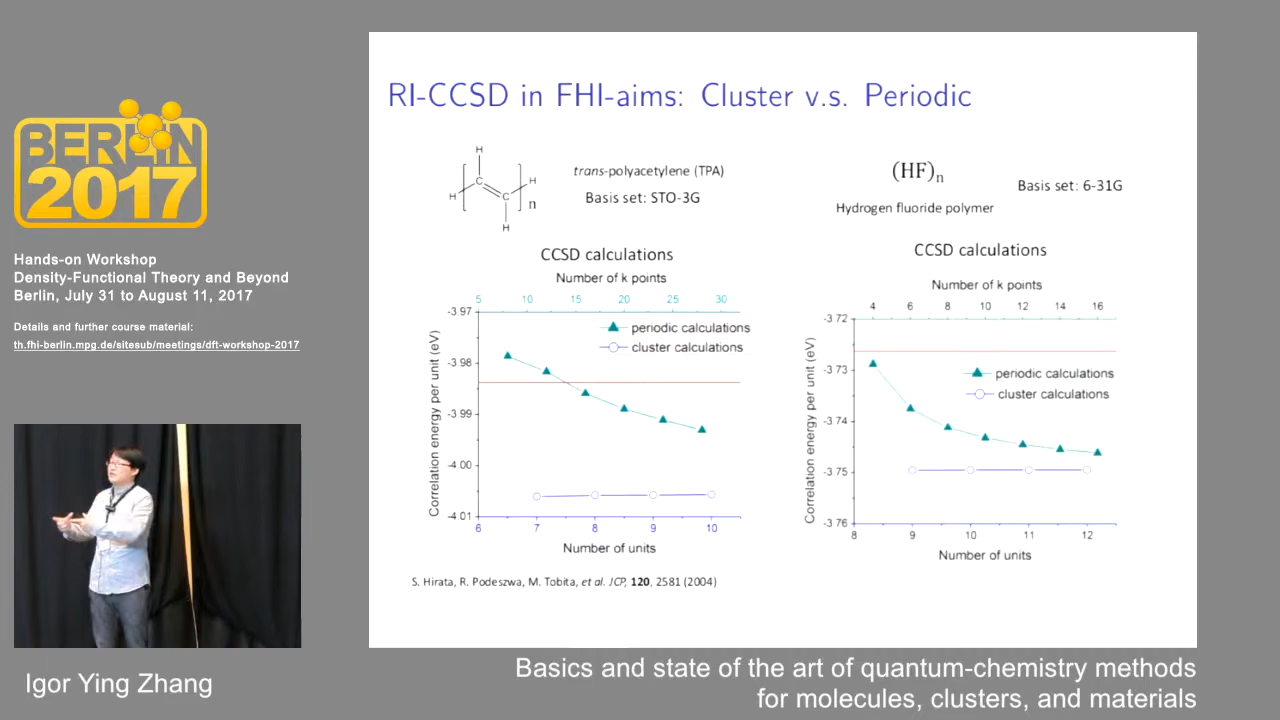 BERLIN
2017
Hands-on Workshop
Density-Functional Theory and Beyond
Berlin, July 31 to August 11, 2017
Details and further course material:
th.fhi-berlin.mpg.de/sitesub/meetings/dft-workshop-2017
RI-CCSD in FHI-aims: Cluster v.s. Periodic
H
C
H
H
C
n
H
trans-polyacetylene (TPA)
Basis set: STO-3G
CCSD calculations
Number of k points
5 10 15 20 25 30
-3.97
-3.98
-3.99
-4.00
-4.01
Correlation energy per unit (eV)
periodic calculations
cluster calculations
6 7 8 9 10
Number of units
S. Hirata, R. Podeszwa, M. Tobita, et al. JCP, 120, 2581 (2004)
(HF)n
Basis set: 6-31G
Hydrogen fluoride polymer
CCSD calculations
Number of k points
4 6 8 10 12 14 16
-3.72
-3.73
-3.74
-3.75
-3.76
Correlation energy per unit (eV)
periodic calculations
cluster calculations
8 9 10 11 12
Number of units
Igor Ying Zhang
Basics and state of the art of quantum-chemistry methods
for molecules, clusters, and materials